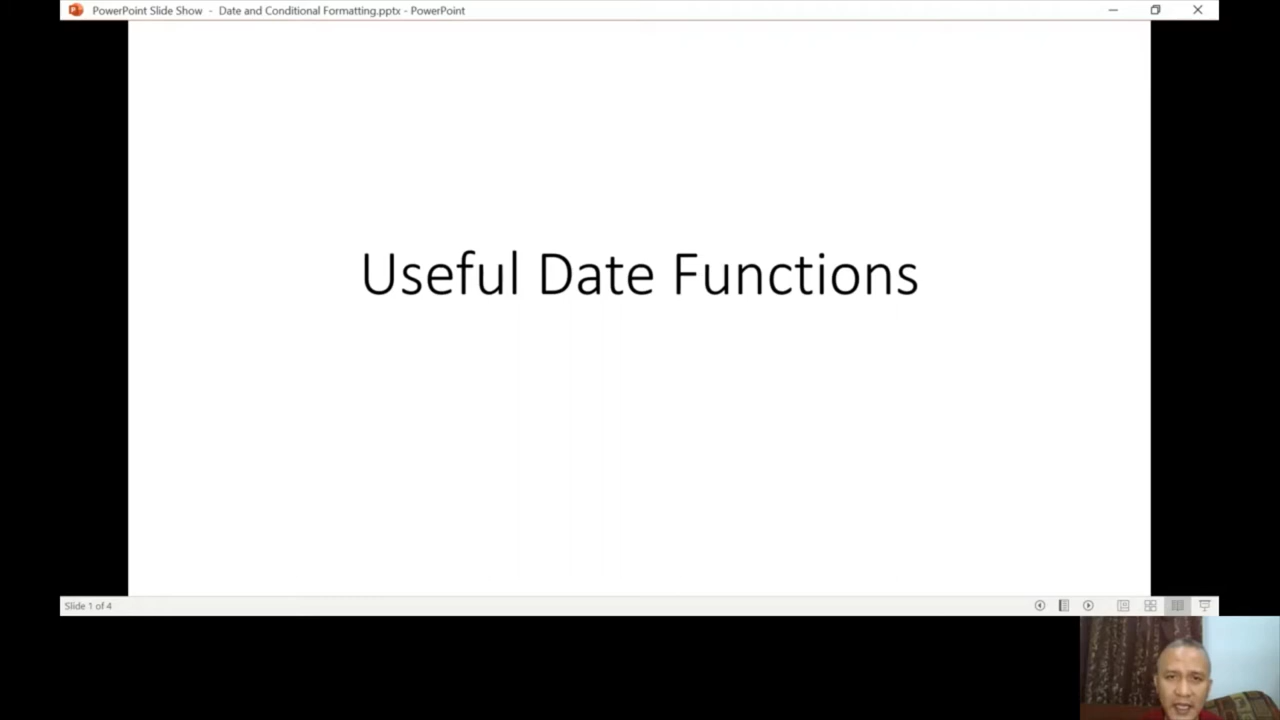 PowerPoint Slide Show - Date and Conditional Formatting.pptx - PowerPoint
Useful Date Functions
Slide 1 of 4